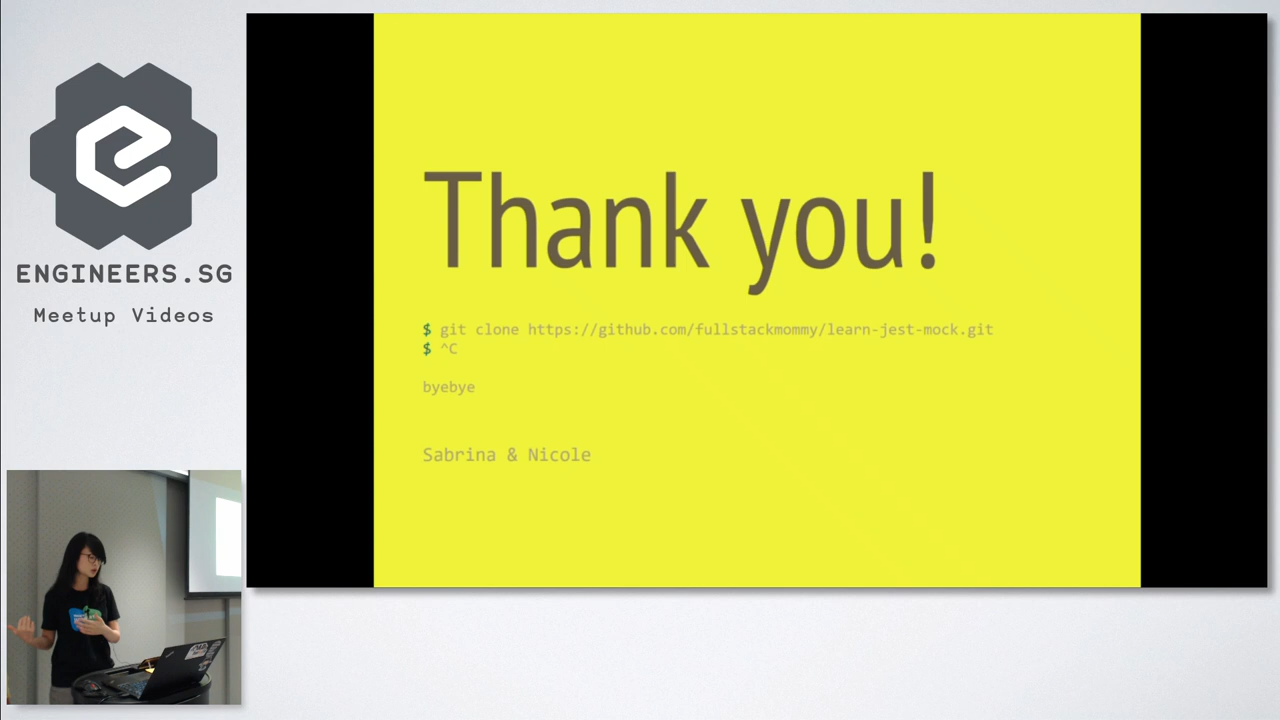 ENGINEERS.SG
Meetup Videos
Thank you!
$ git clone https://github.com/fullstackmommy/learn-jest-mock.git
$ ^C
byebye
Sabrina & Nicole